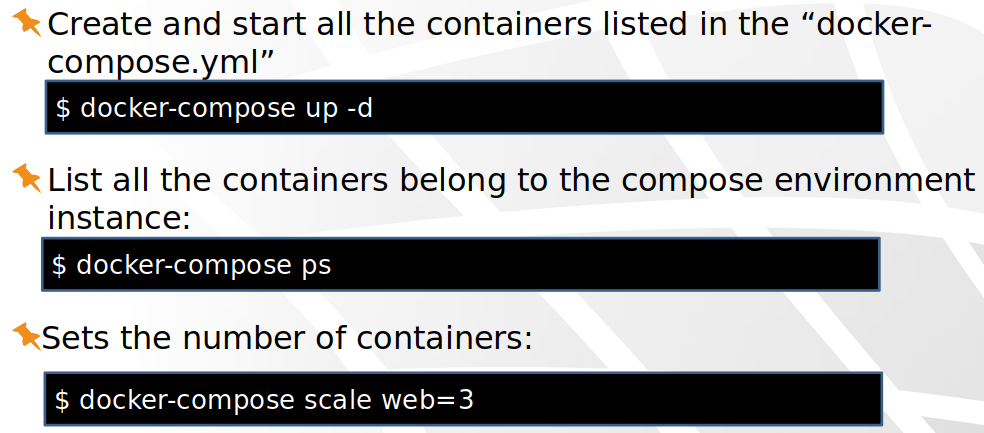 Create and start all the containers listed in the “docker-
compose.yml”
$ docker-compose up -d
List all the containers belong to the compose environment
instance:
$ docker-compose ps
Sets the number of containers:
$ docker-compose scale web=3